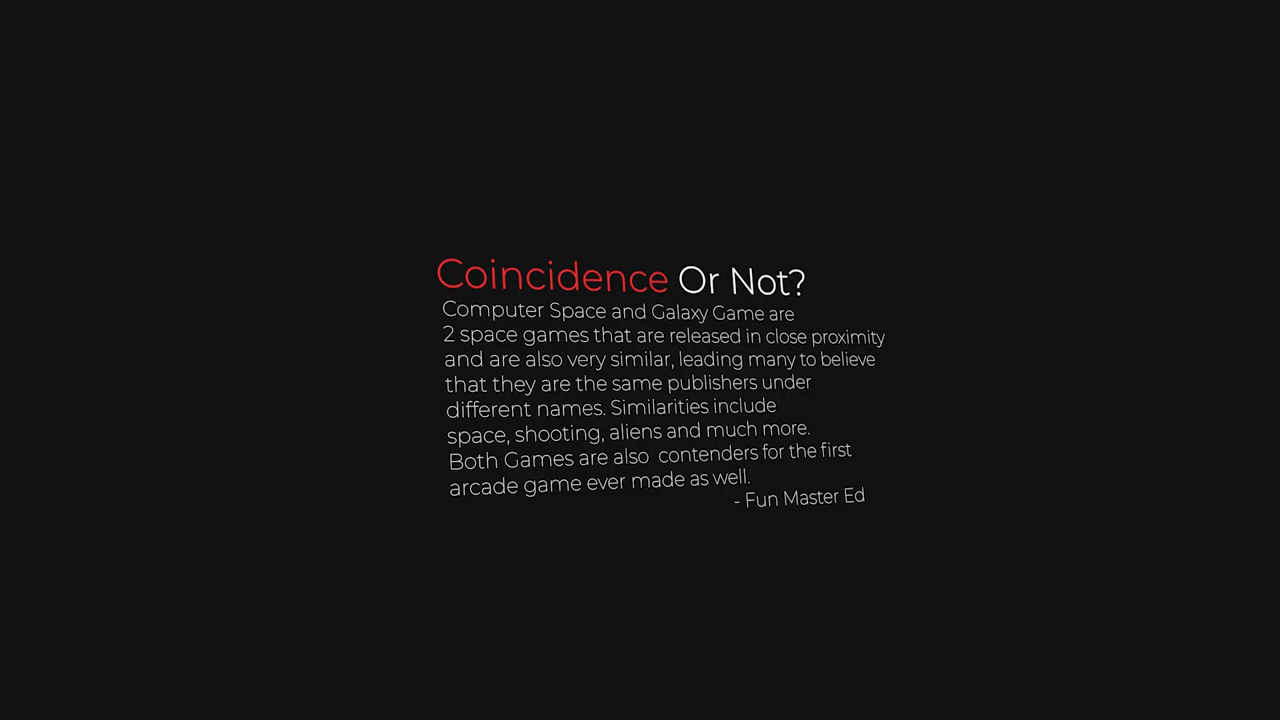 Coincidence Or Not?
Computer Space and Galaxy Game are
2 space games that are released in close proximity
and are also very similar, leading many to believe
that they are the same publishers under
different names. Similarities include
space, shooting, aliens and much more.
Both Games are also  contenders for the first
arcade game ever made as well.
- Fun Master Ed